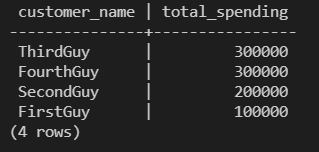 customer_name | total_spending
---------------+----------------
 ThirdGuy      |         300000
 FourthGuy     |         300000
 SecondGuy     |         200000
 FirstGuy      |         100000
(4 rows)